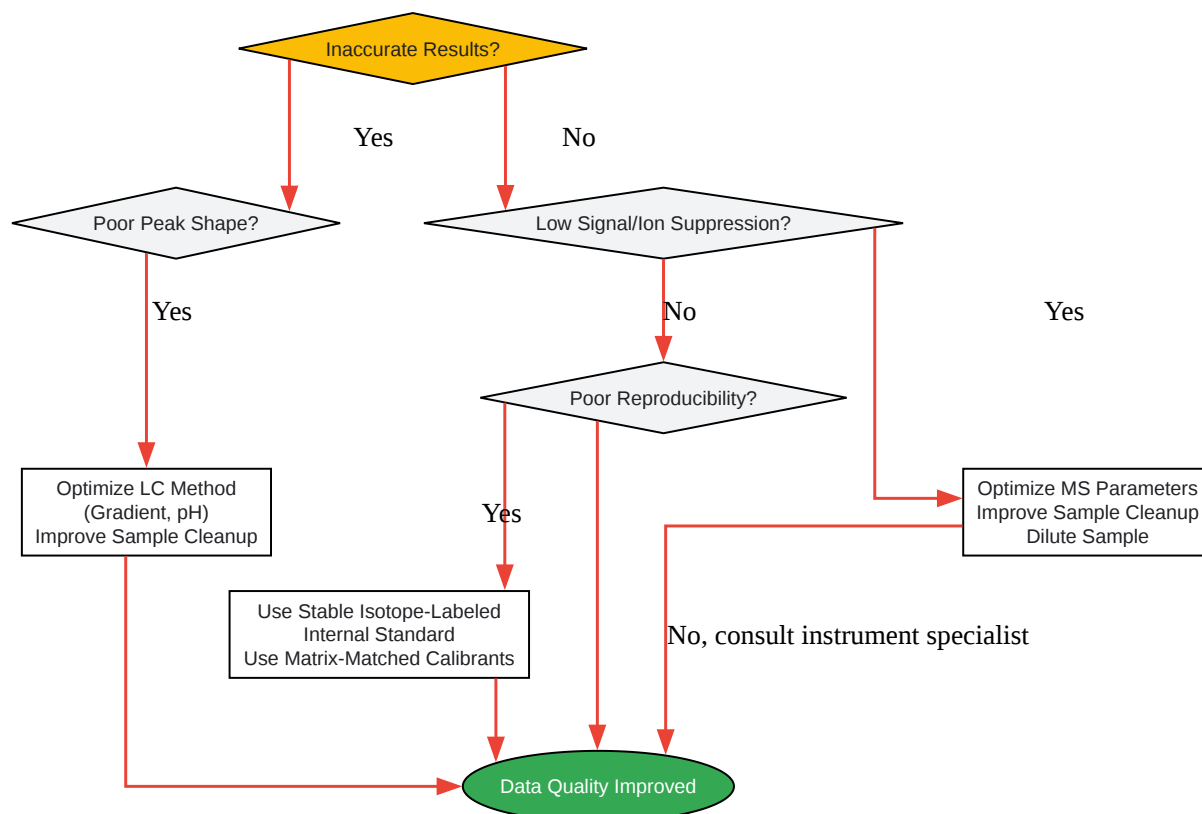 Inaccurate Results?
Yes
No
Poor Peak Shape?
Low Signal/Ion Suppression?
Yes
No
Yes
Poor Reproducibility?
Optimize LC Method
(Gradient, pH)
Improve Sample Cleanup
Optimize MS Parameters
Improve Sample Cleanup
Dilute Sample
Yes
Use Stable Isotope-Labeled
Internal Standard
Use Matrix-Matched Calibrants
No, consult instrument specialist
Data Quality Improved